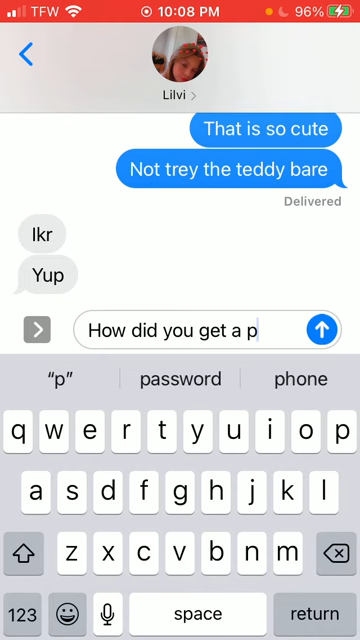 TFW 10:08 PM 96%
Lilvi
That is so cute
Not trey the teddy bare
Delivered
Ikr
Yup
How did you get a p
“p” password phone
q w e r t y u i o p
a s d f g h j k l
z x c v b n m
123 space return